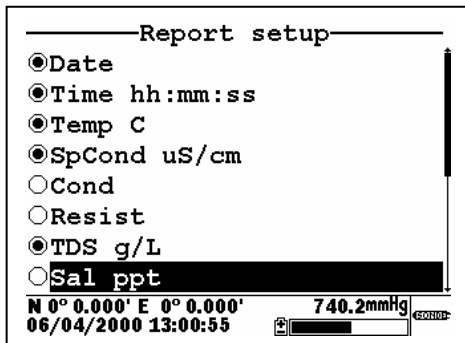 Report setup
Date
Time hh:mm:ss
Temp C
SpCond uS/cm
Cond
Resist
TDS g/L
Sal ppt
N 0° 0.000' E 0° 0.000' 740.2mmHg
06/04/2000 13:00:55